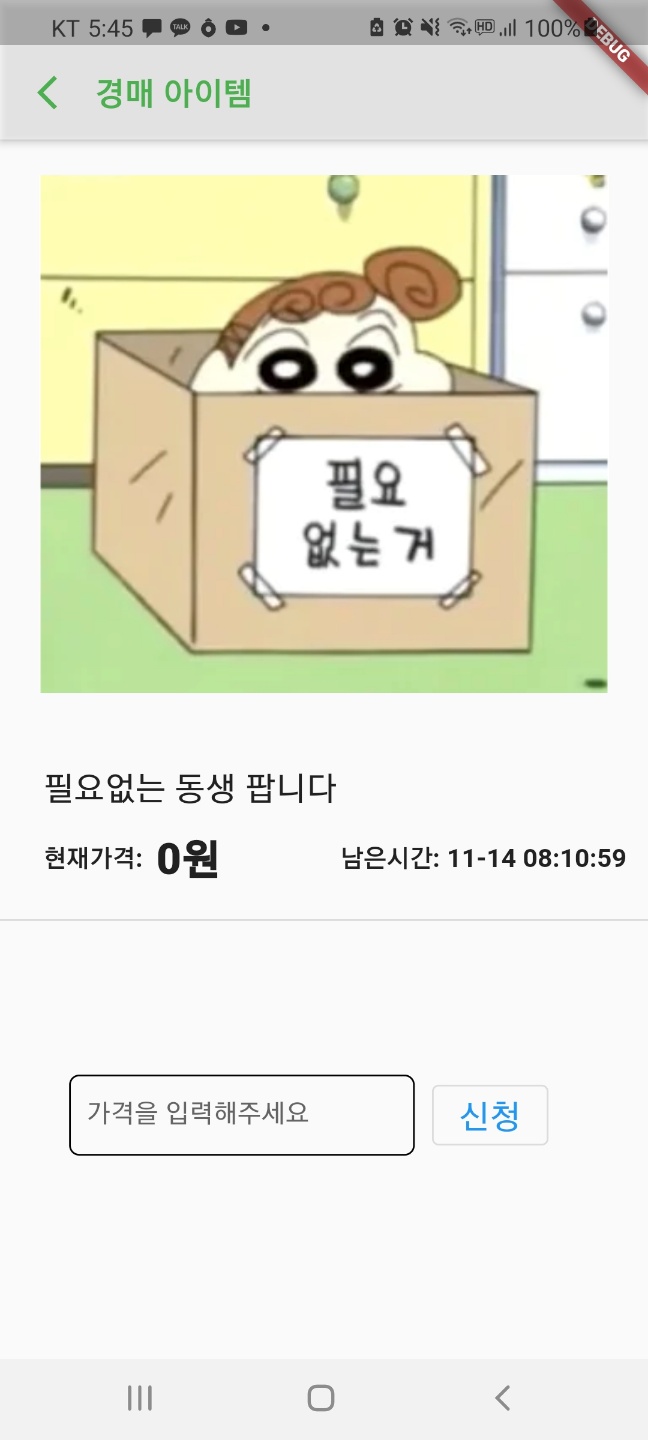 KT 5:45 TALK HD 100%
DEBUG
경매 아이템
필요
없는 거
필요없는 동생 팝니다
현재가격: 0원 남은시간: 11-14 08:10:59
가격을 입력해주세요 신청